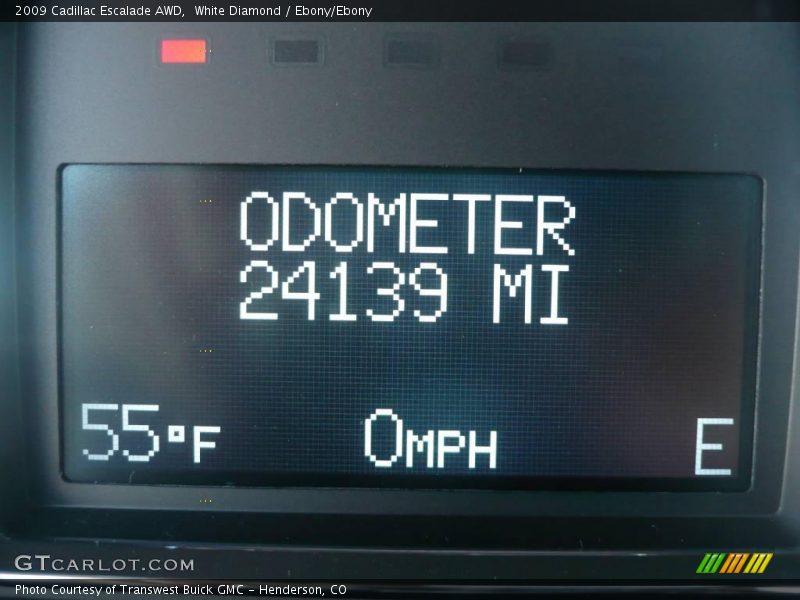 2009 Cadillac Escalade AWD,  White Diamond / Ebony/Ebony
ODOMETER
24139 MI
55°F 0MPH E
GTCARLOT.COM
Photo Courtesy of Transwest Buick GMC - Henderson, CO